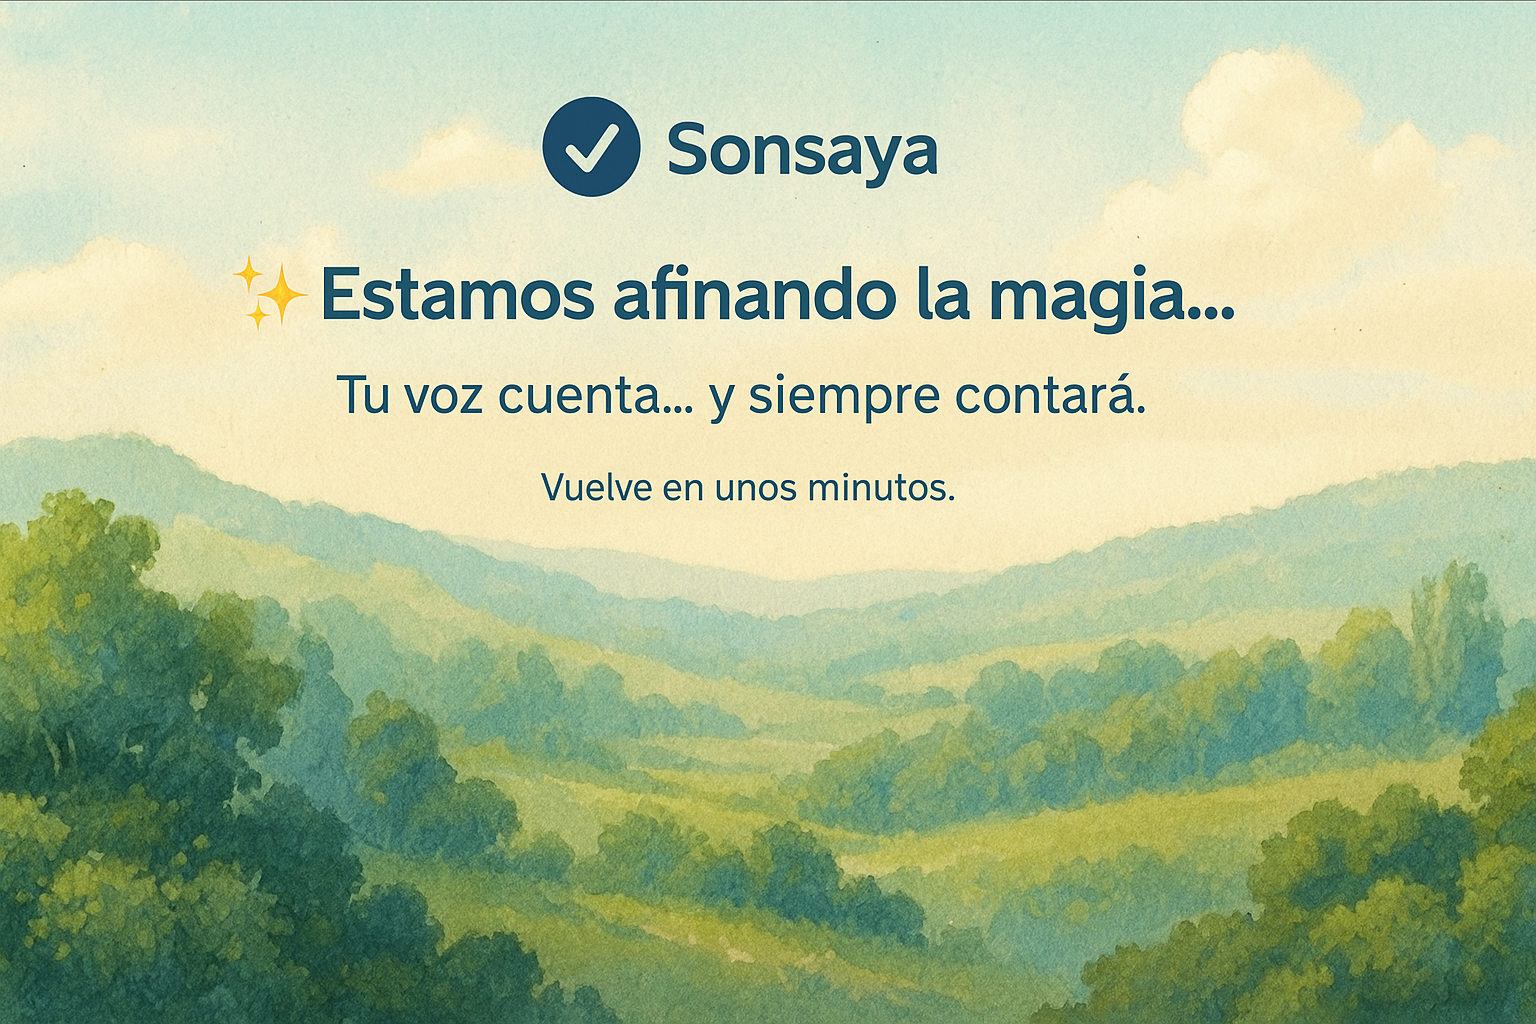 Sonsaya
✨ Estamos afinando la magia...
Tu voz cuenta... y siempre contará.
Vuelve en unos minutos.